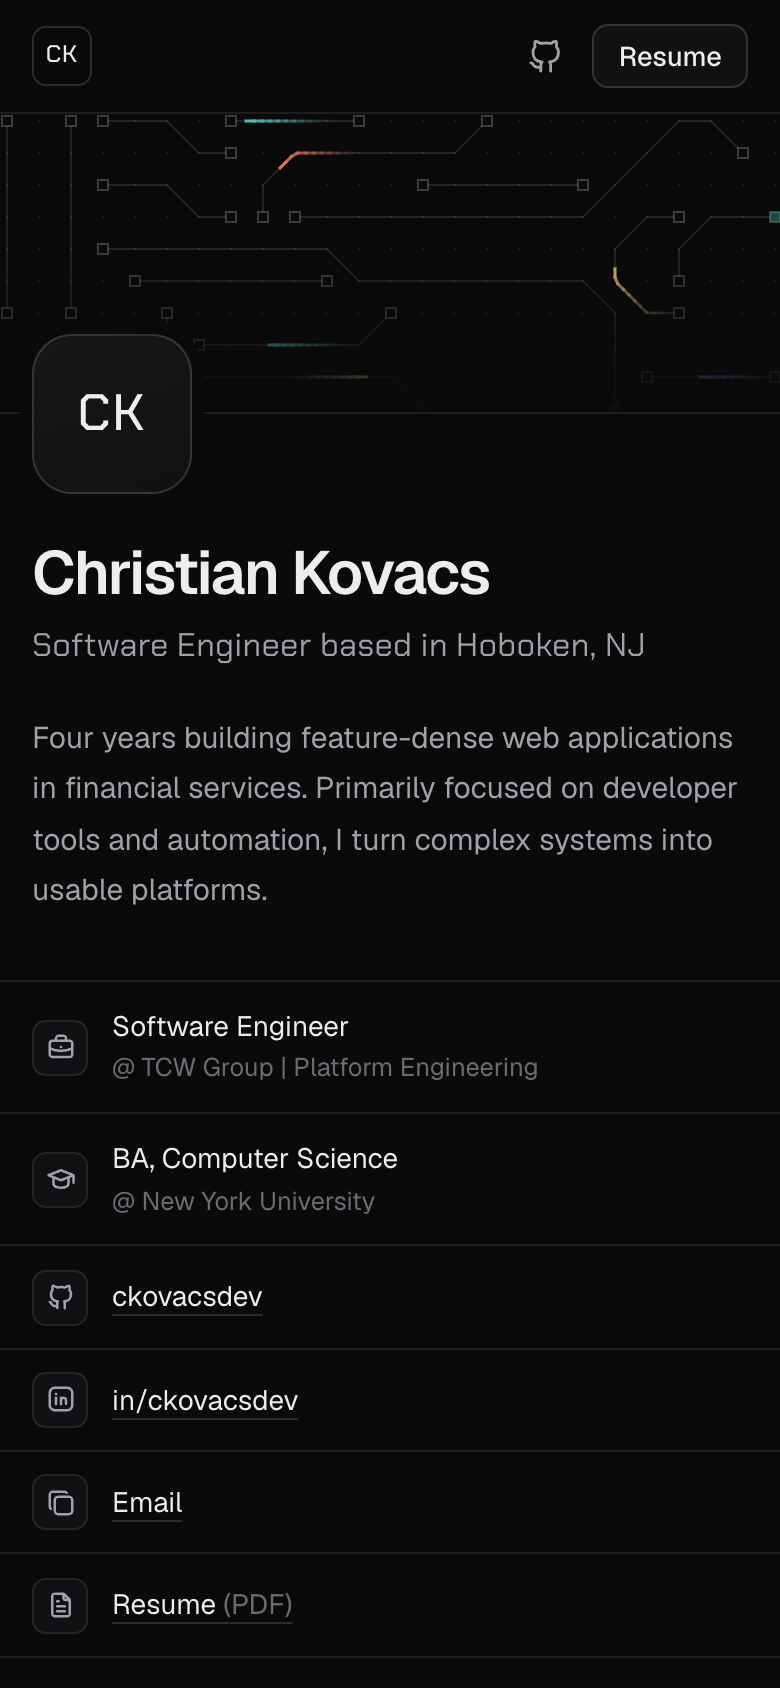 CK
Resume
CK
Christian Kovacs
Software Engineer based in Hoboken, NJ
Four years building feature-dense web applications
in financial services. Primarily focused on developer
tools and automation, I turn complex systems into
usable platforms.
Software Engineer
@ TCW Group | Platform Engineering
BA, Computer Science
@ New York University
ckovacsdev
in
in/ckovacsdev
Email
Resume (PDF)